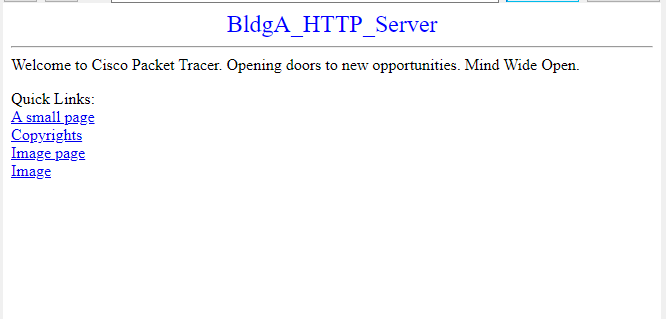 BldgA_HTTP_Server
Welcome to Cisco Packet Tracer. Opening doors to new opportunities. Mind Wide Open.
Quick Links:
A small page
Copyrights
Image page
Image